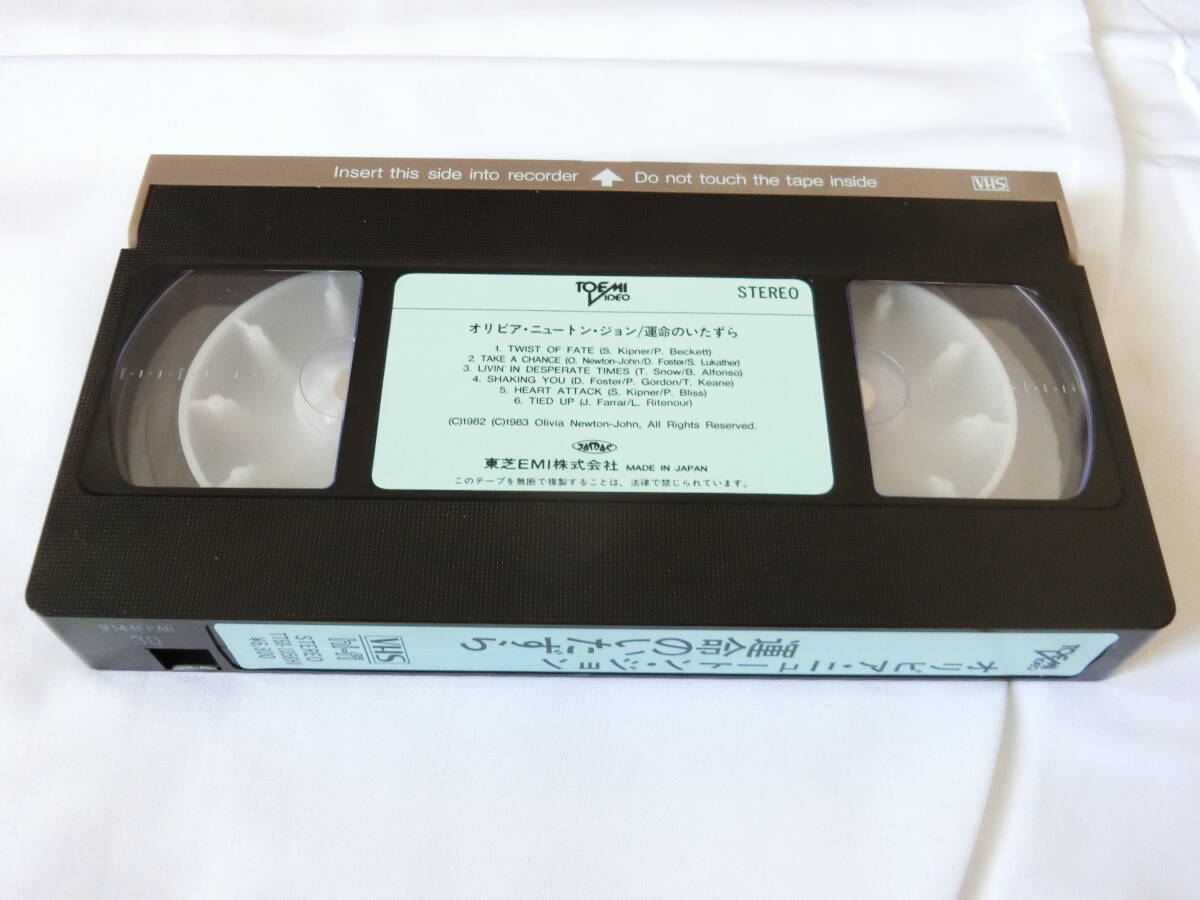 Insert this side into recorder Do not touch the tape inside VHS
TOEMI VIDEO STEREO
オリビア・ニュートン・ジョン/運命のいたずら
1. TWIST OF FATE (S. Kipner/P. Beckett)
2. TAKE A CHANCE (O. Newton-John/D. Foster/S. Lukather)
3. LIVIN' IN DESPERATE TIMES (T. Snow/B. Alfonso)
4. SHAKING YOU (D. Foster/P. Gordon/T. Keane)
5. HEART ATTACK (S. Kipner/P. Bliss)
6. TIED UP (J. Farrar/L. Ritenour)
(C)1982 (C)1983 Olivia Newton-John, All Rights Reserved.
JASRAC
東芝EMI株式会社 MADE IN JAPAN
このテープを無断で複製することは、法律で禁じられています。
30
TOEMI VIDEO
オリビア・ニュートン・ジョン
運命のいたずら
VHS
STEREO
¥6,300